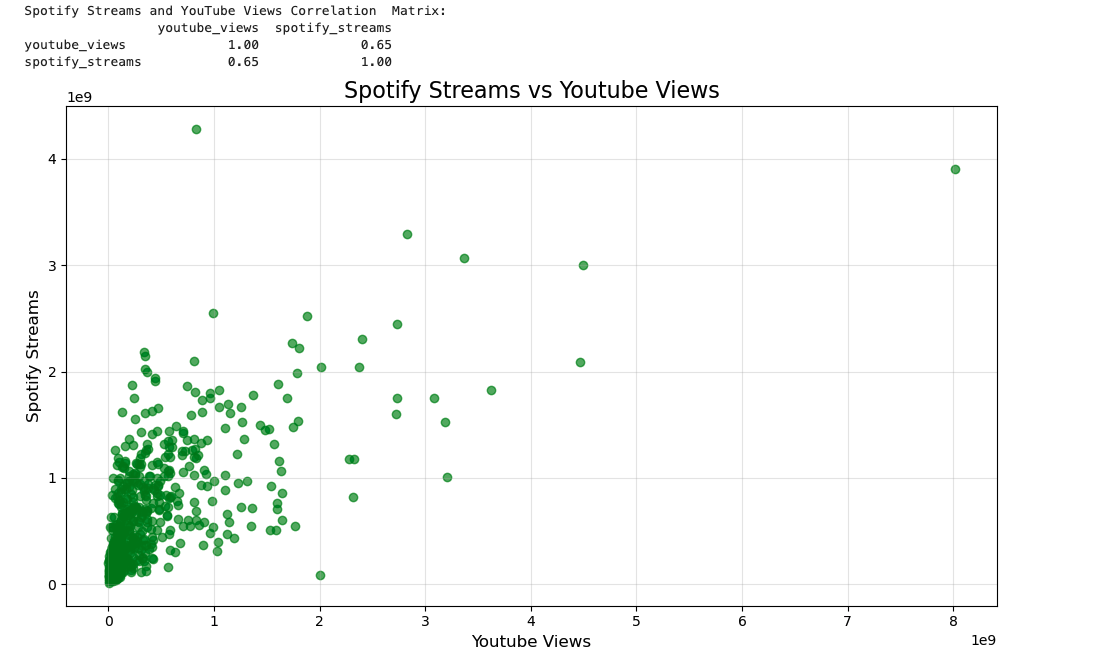 Spotify Streams and YouTube Views Correlation  Matrix:
youtube_views  spotify_streams
youtube_views             1.00             0.65
spotify_streams           0.65             1.00
Spotify Streams vs Youtube Views
1e9
4
3
2
1
0
Spotify Streams
0 1 2 3 4 5 6 7 8
1e9
Youtube Views